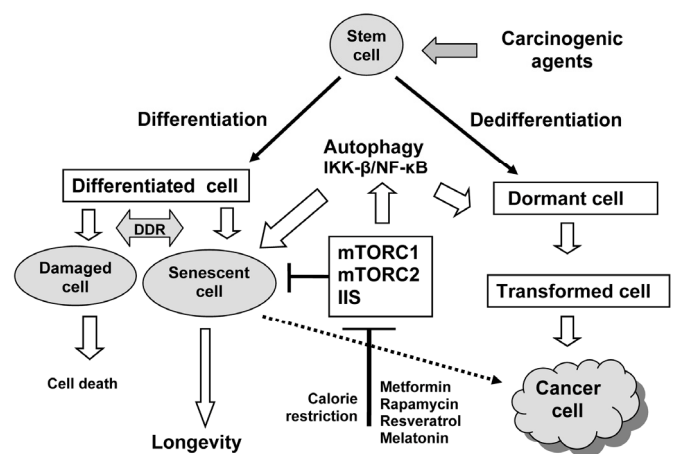 Stem
cell
Carcinogenic
agents
Differentiation
Dedifferentiation
Autophagy
IKK-β/NF-κB
Differentiated cell
Dormant cell
DDR
Damaged
cell
Senescent
cell
mTORC1
mTORC2
IIS
Transformed cell
Cell death
Calorie
restriction
Metformin
Rapamycin
Resveratrol
Melatonin
Cancer
cell
Longevity